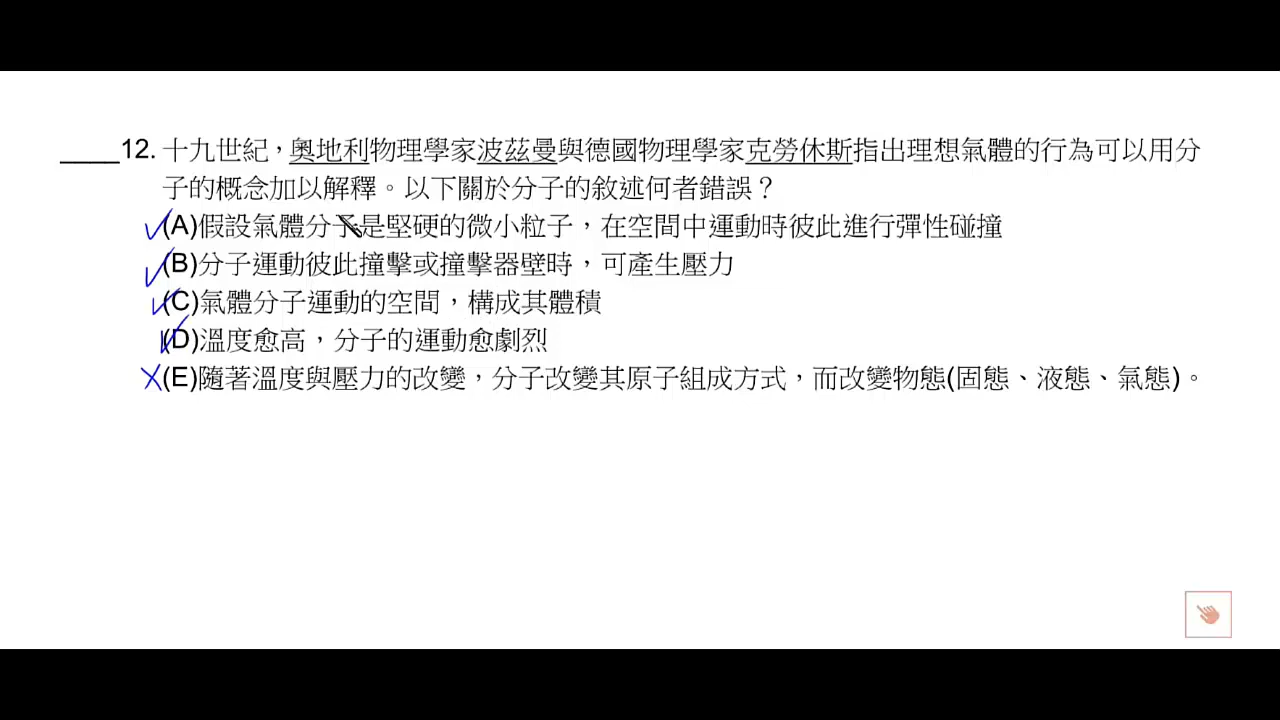 ____12. 十九世紀，奧地利物理學家波茲曼與德國物理學家克勞休斯指出理想氣體的行為可以用分
子的概念加以解釋。以下關於分子的敘述何者錯誤？
(A)假設氣體分子是堅硬的微小粒子，在空間中運動時彼此進行彈性碰撞
(B)分子運動彼此撞擊或撞擊器壁時，可產生壓力
(C)氣體分子運動的空間，構成其體積
(D)溫度愈高，分子的運動愈劇烈
(E)隨著溫度與壓力的改變，分子改變其原子組成方式，而改變物態(固態、液態、氣態)。